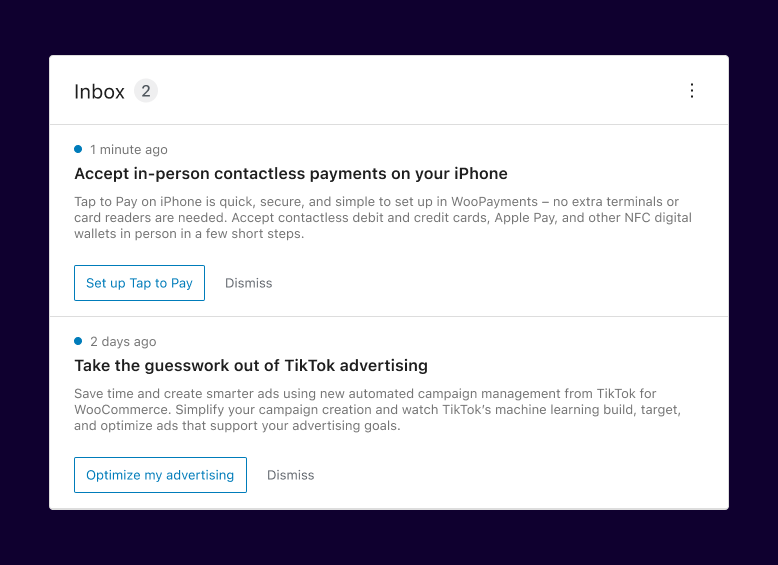 Inbox 2
1 minute ago
Accept in-person contactless payments on your iPhone
Tap to Pay on iPhone is quick, secure, and simple to set up in WooPayments – no extra terminals or
card readers are needed. Accept contactless debit and credit cards, Apple Pay, and other NFC digital
wallets in person in a few short steps.
Set up Tap to Pay Dismiss
2 days ago
Take the guesswork out of TikTok advertising
Save time and create smarter ads using new automated campaign management from TikTok for
WooCommerce. Simplify your campaign creation and watch TikTok’s machine learning build, target,
and optimize ads that support your advertising goals.
Optimize my advertising Dismiss